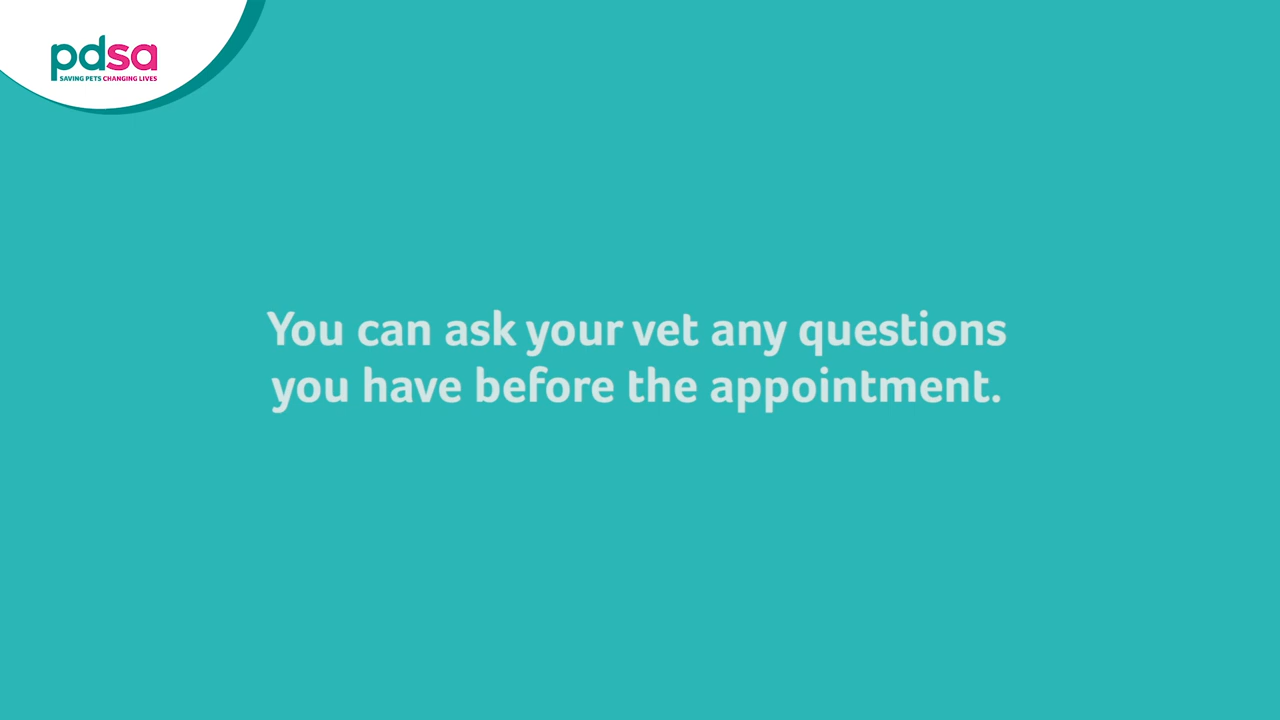 pdsa
SAVING PETS CHANGING LIVES
You can ask your vet any questions
you have before the appointment.